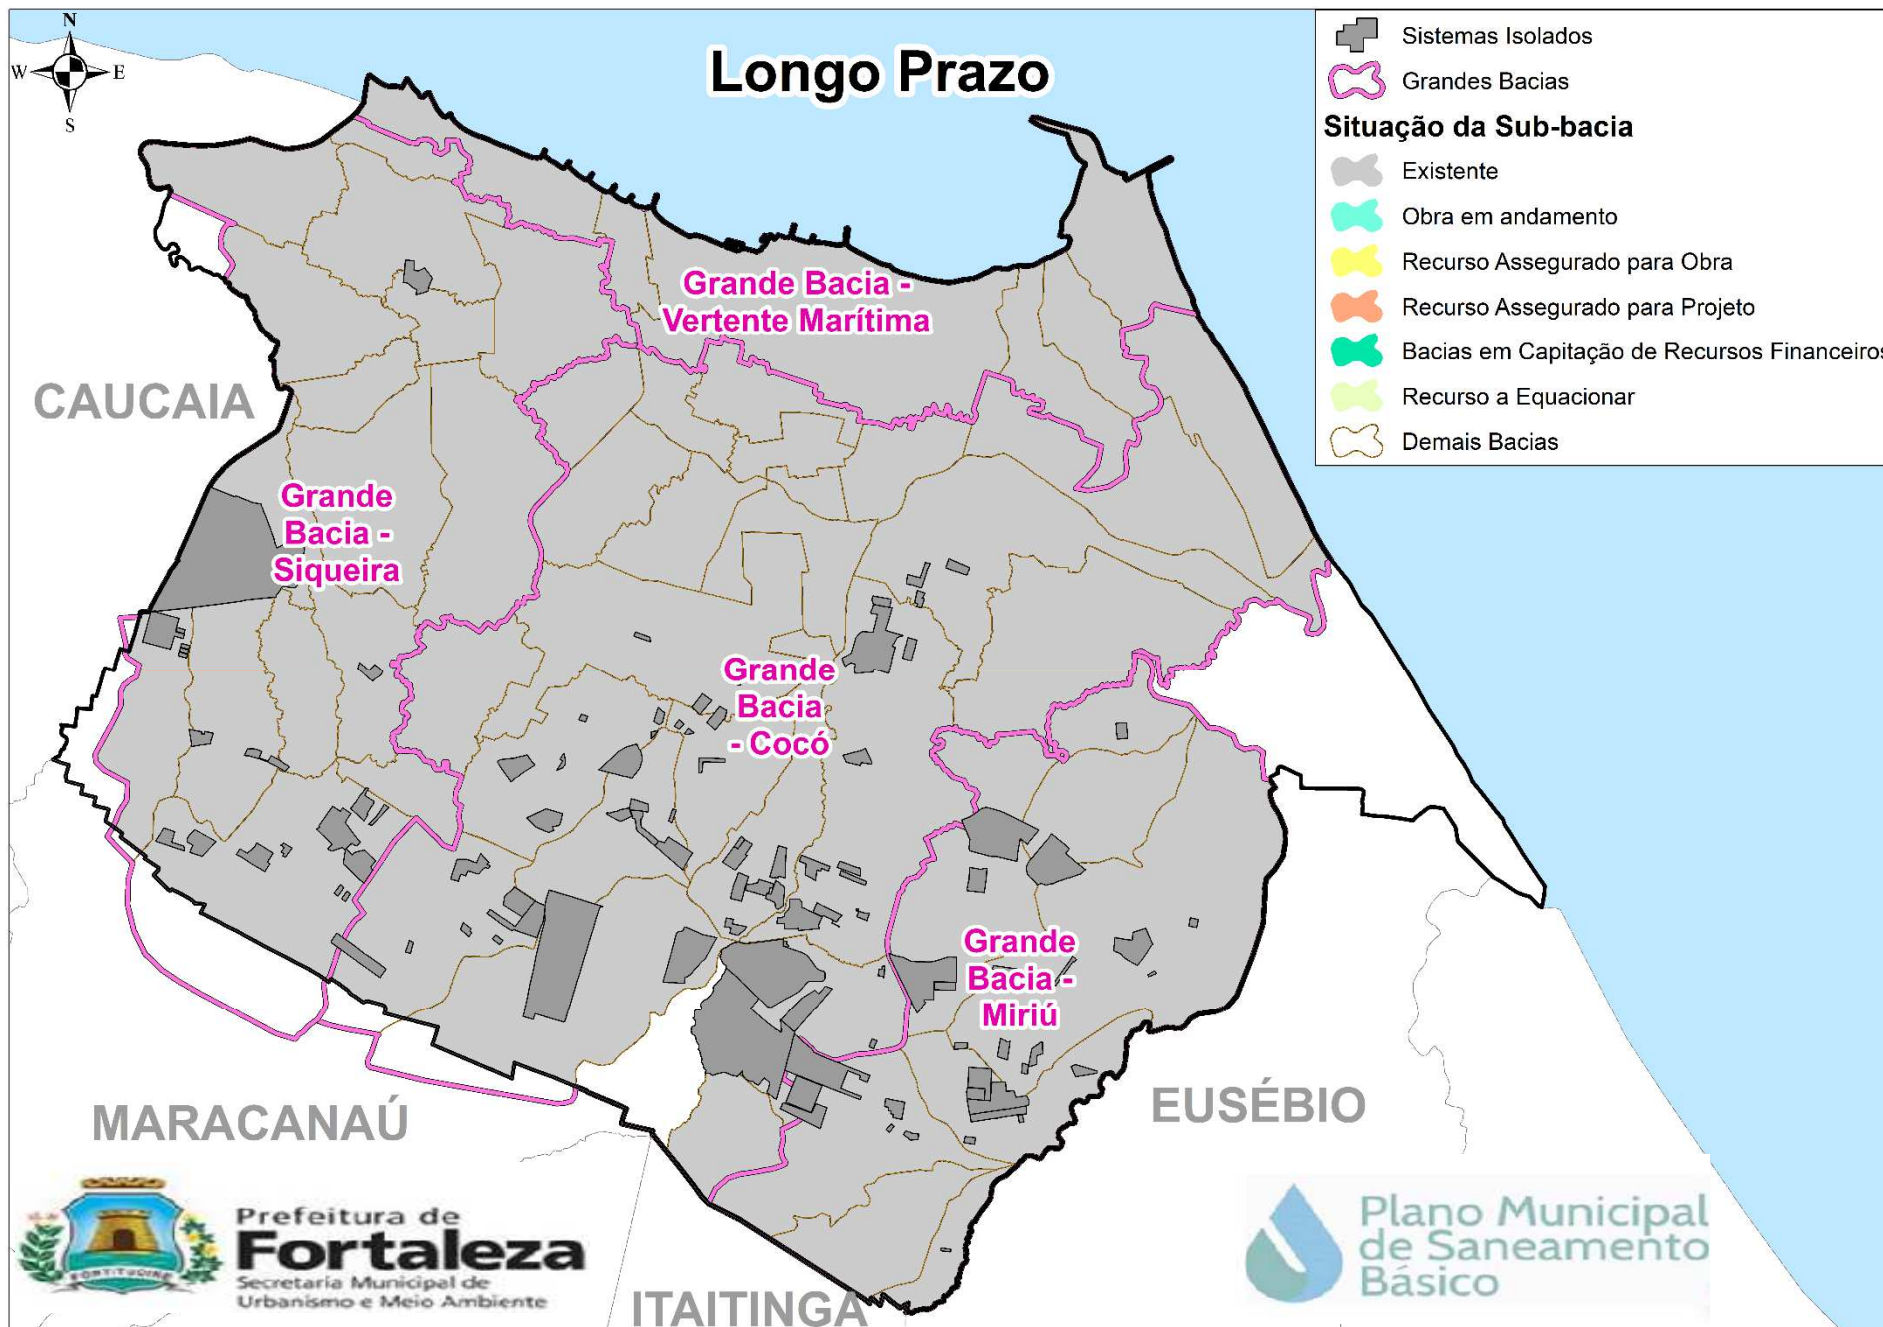 N
W E
S
Longo Prazo
Sistemas Isolados
Grandes Bacias
Situação da Sub-bacia
Existente
Obra em andamento
Recurso Assegurado para Obra
Recurso Assegurado para Projeto
Bacias em Capitação de Recursos Financeiros
Recurso a Equacionar
Demais Bacias
Grande Bacia -
Vertente Marítima
CAUCAIA
Grande
Bacia -
Siqueira
Grande
Bacia
- Cocó
Grande
Bacia -
Miriú
MARACANAÚ
EUSÉBIO
ITAITINGA
FORTITUDINE
Prefeitura de
Fortaleza
Secretaria Municipal de
Urbanismo e Meio Ambiente
Plano Municipal
de Saneamento
Básico